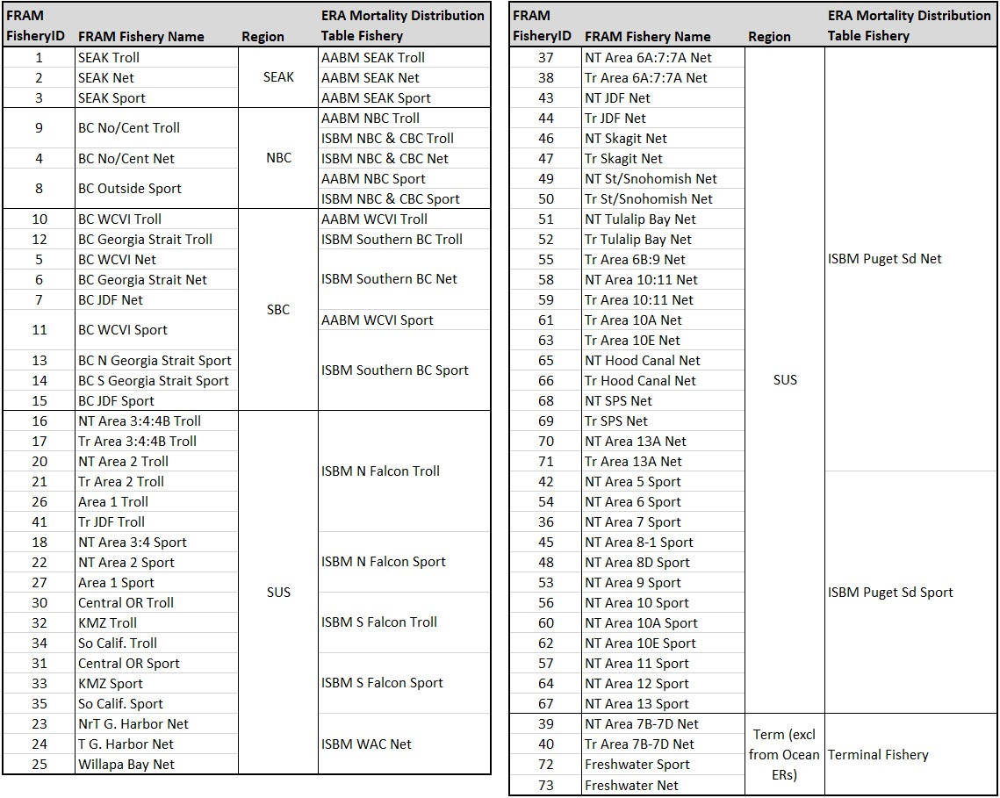 FRAM FisheryID | FRAM Fishery Name | Region | ERA Mortality Distribution Table Fishery
1 | SEAK Troll | SEAK | AABM SEAK Troll
2 | SEAK Net | | AABM SEAK Net
3 | SEAK Sport | | AABM SEAK Sport
9 | BC No/Cent Troll | NBC | AABM NBC Troll
ISBM NBC & CBC Troll
4 | BC No/Cent Net | | ISBM NBC & CBC Net
8 | BC Outside Sport | | AABM NBC Sport
ISBM NBC & CBC Sport
10 | BC WCVI Troll | SBC | AABM WCVI Troll
12 | BC Georgia Strait Troll | | ISBM Southern BC Troll
5 | BC WCVI Net | | ISBM Southern BC Net
6 | BC Georgia Strait Net
7 | BC JDF Net
11 | BC WCVI Sport | | AABM WCVI Sport
ISBM Southern BC Sport
13 | BC N Georgia Strait Sport
14 | BC S Georgia Strait Sport
15 | BC JDF Sport
16 | NT Area 3:4:4B Troll | SUS | ISBM N Falcon Troll
17 | Tr Area 3:4:4B Troll
20 | NT Area 2 Troll
21 | Tr Area 2 Troll
26 | Area 1 Troll
41 | Tr JDF Troll
18 | NT Area 3:4 Sport | | ISBM N Falcon Sport
22 | NT Area 2 Sport
27 | Area 1 Sport
30 | Central OR Troll | | ISBM S Falcon Troll
32 | KMZ Troll
34 | So Calif. Troll
31 | Central OR Sport | | ISBM S Falcon Sport
33 | KMZ Sport
35 | So Calif. Sport
23 | NrT G. Harbor Net | | ISBM WAC Net
24 | T G. Harbor Net
25 | Willapa Bay Net
FRAM FisheryID | FRAM Fishery Name | Region | ERA Mortality Distribution Table Fishery
37 | NT Area 6A:7:7A Net | SUS | ISBM Puget Sd Net
38 | Tr Area 6A:7:7A Net
43 | NT JDF Net
44 | Tr JDF Net
46 | NT Skagit Net
47 | Tr Skagit Net
49 | NT St/Snohomish Net
50 | Tr St/Snohomish Net
51 | NT Tulalip Bay Net
52 | Tr Tulalip Bay Net
55 | Tr Area 6B:9 Net
58 | NT Area 10:11 Net
59 | Tr Area 10:11 Net
61 | Tr Area 10A Net
63 | Tr Area 10E Net
65 | NT Hood Canal Net
66 | Tr Hood Canal Net
68 | NT SPS Net
69 | Tr SPS Net
70 | NT Area 13A Net
71 | Tr Area 13A Net
42 | NT Area 5 Sport | | ISBM Puget Sd Sport
54 | NT Area 6 Sport
36 | NT Area 7 Sport
45 | NT Area 8-1 Sport
48 | NT Area 8D Sport
53 | NT Area 9 Sport
56 | NT Area 10 Sport
60 | NT Area 10A Sport
62 | NT Area 10E Sport
57 | NT Area 11 Sport
64 | NT Area 12 Sport
67 | NT Area 13 Sport
39 | NT Area 7B-7D Net | Term (excl from Ocean ERs) | Terminal Fishery
40 | Tr Area 7B-7D Net
72 | Freshwater Sport
73 | Freshwater Net